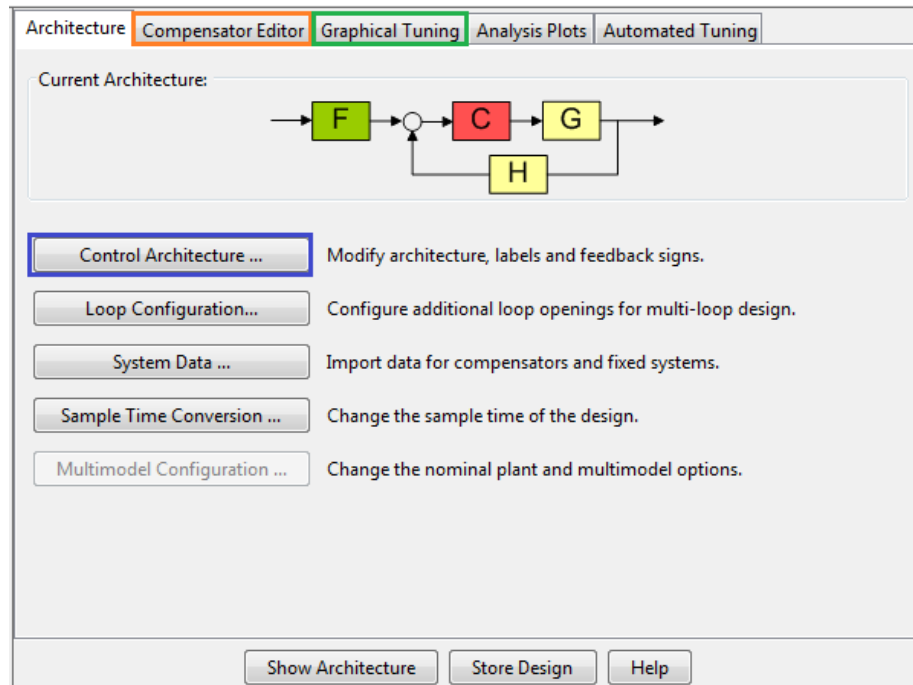 Architecture Compensator Editor Graphical Tuning Analysis Plots Automated Tuning
Current Architecture:
F C G
H
Control Architecture ... Modify architecture, labels and feedback signs.
Loop Configuration... Configure additional loop openings for multi-loop design.
System Data ... Import data for compensators and fixed systems.
Sample Time Conversion ... Change the sample time of the design.
Multimodel Configuration ... Change the nominal plant and multimodel options.
Show Architecture Store Design Help